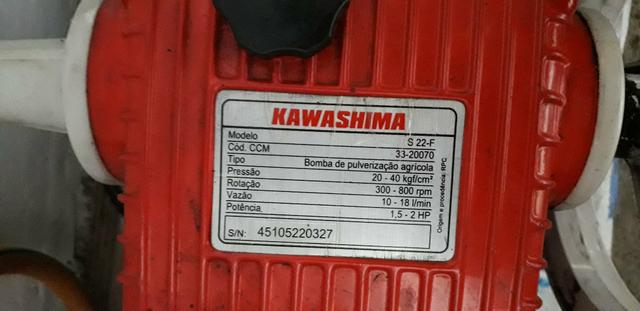 KAWASHIMA
Modelo S 22-F
Cód. CCM 33-20070
Tipo Bomba de pulverização agrícola
Pressão 20 - 40 kgf/cm²
Rotação 300 - 800 rpm
Vazão 10 - 18 l/min
Potência 1,5 - 2 HP
S/N: 45105220327
Origem e procedência: RPC